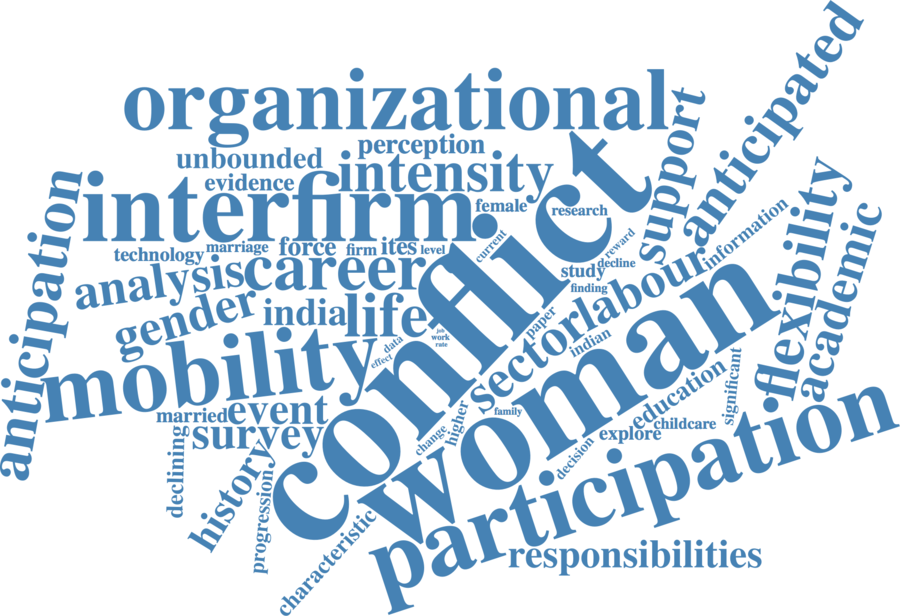 organizational
anticipated
support
perception
unbounded
intensity
evidence
conflict
interfirm
female
research
anticipation
flexibility
academic
information
technology
marriage
force
firm
ites
level
current
reward
decline
study
finding
analysis
career
labour
sector
gender
india
life
job
work
rate
paper
indian
data
effect
mobility
woman
significant
education
married
event
survey
family
higher
change
childcare
explore
decision
declining
history
progression
participation
characteristic
responsibilities